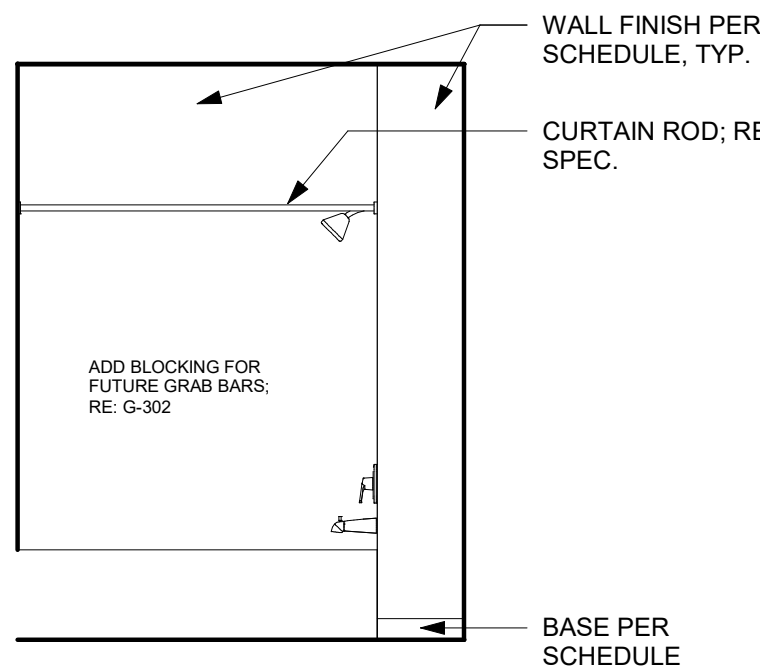 WALL FINISH PER
SCHEDULE, TYP.
CURTAIN ROD;
SPEC.
ADD BLOCKING FOR
FUTURE GRAB BARS;
RE: G-302
BASE PER
SCHEDULE